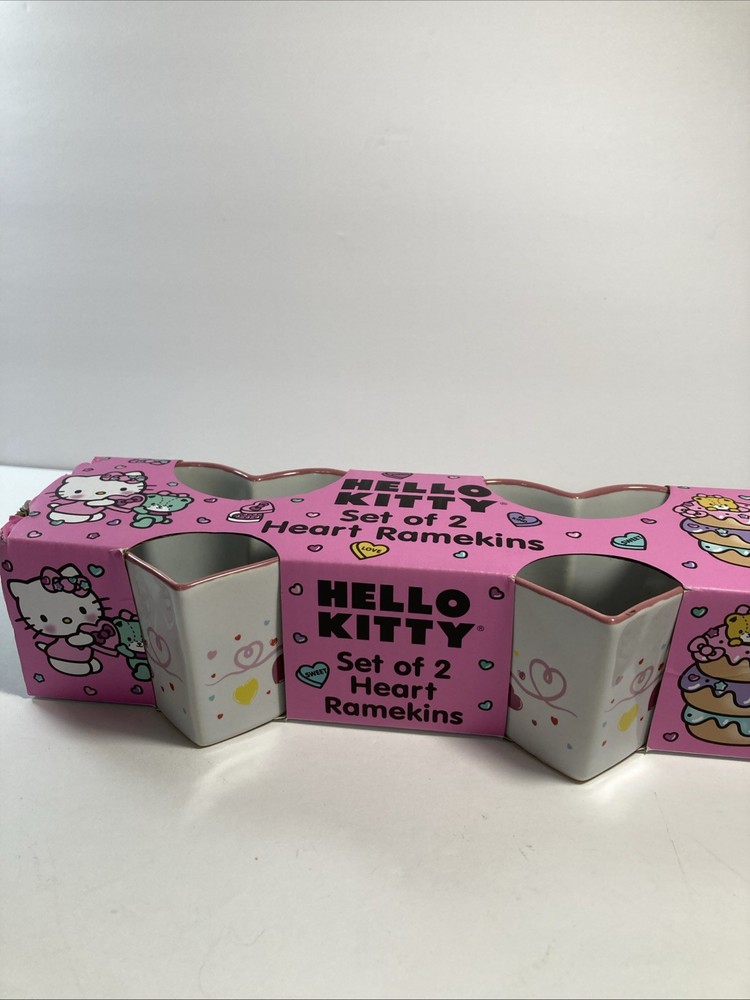 HELLO
KITTY
Set of 2
Heart Ramekins
LOVE
SWEET
HELLO
KITTY®
Set of 2
Heart
Ramekins
SWEET